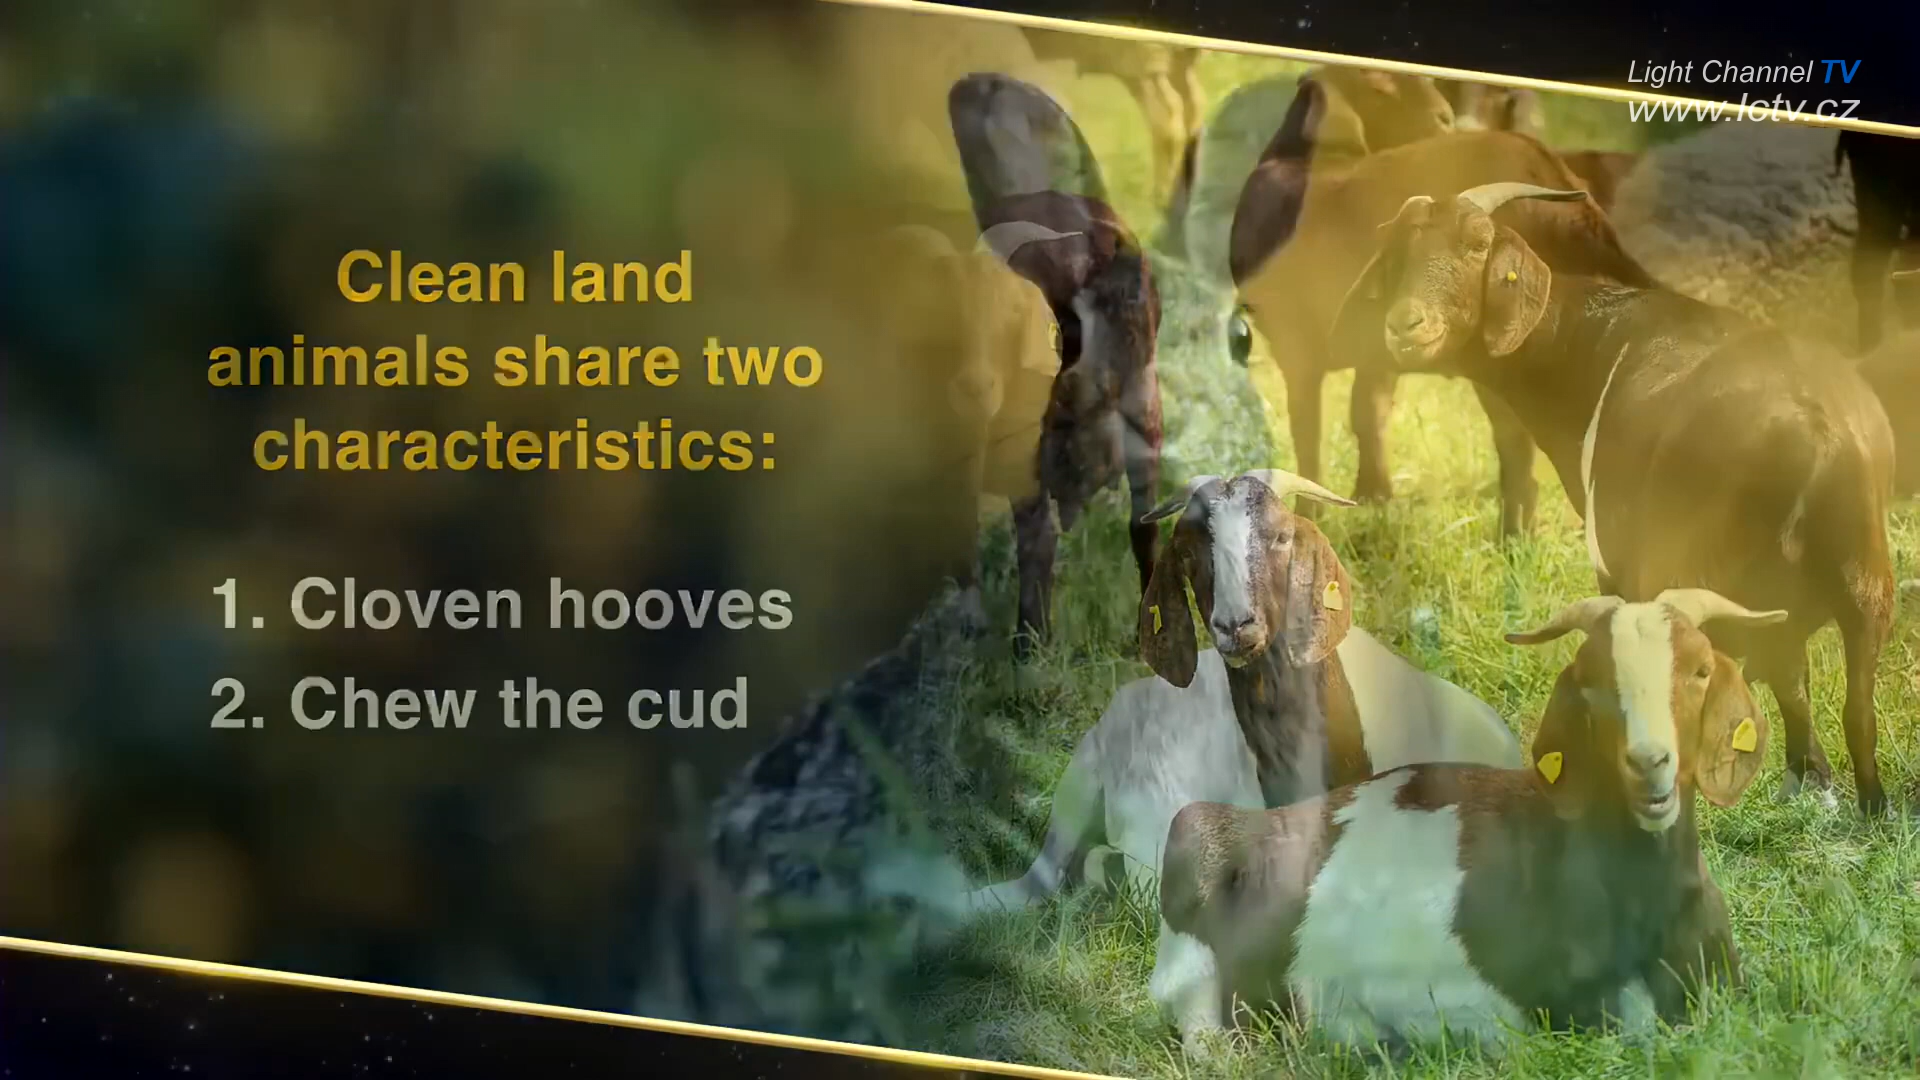 Light Channel TV
www.lctv.cz
Clean land
animals share two
characteristics:
1. Cloven hooves
2. Chew the cud